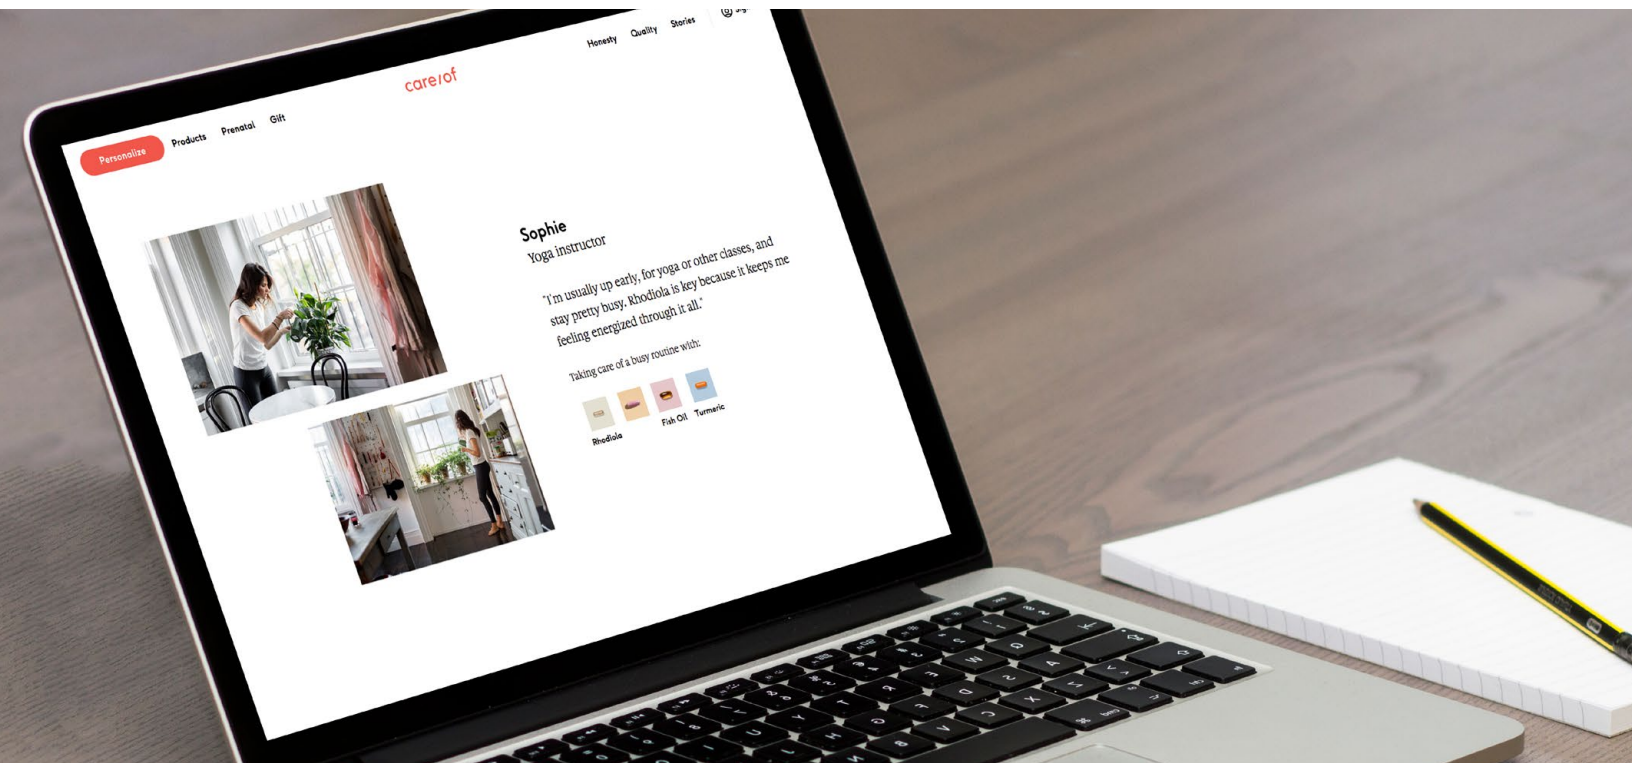 Honesty Quality Stories
care/of
Personalize Products Prenatal Gift
Sophie
Yoga instructor
"I'm usually up early, for yoga or other classes, and
stay pretty busy. Rhodiola is key because it keeps me
feeling energized through it all."
Taking care of a busy routine with:
Rhodiola Fish Oil Turmeric